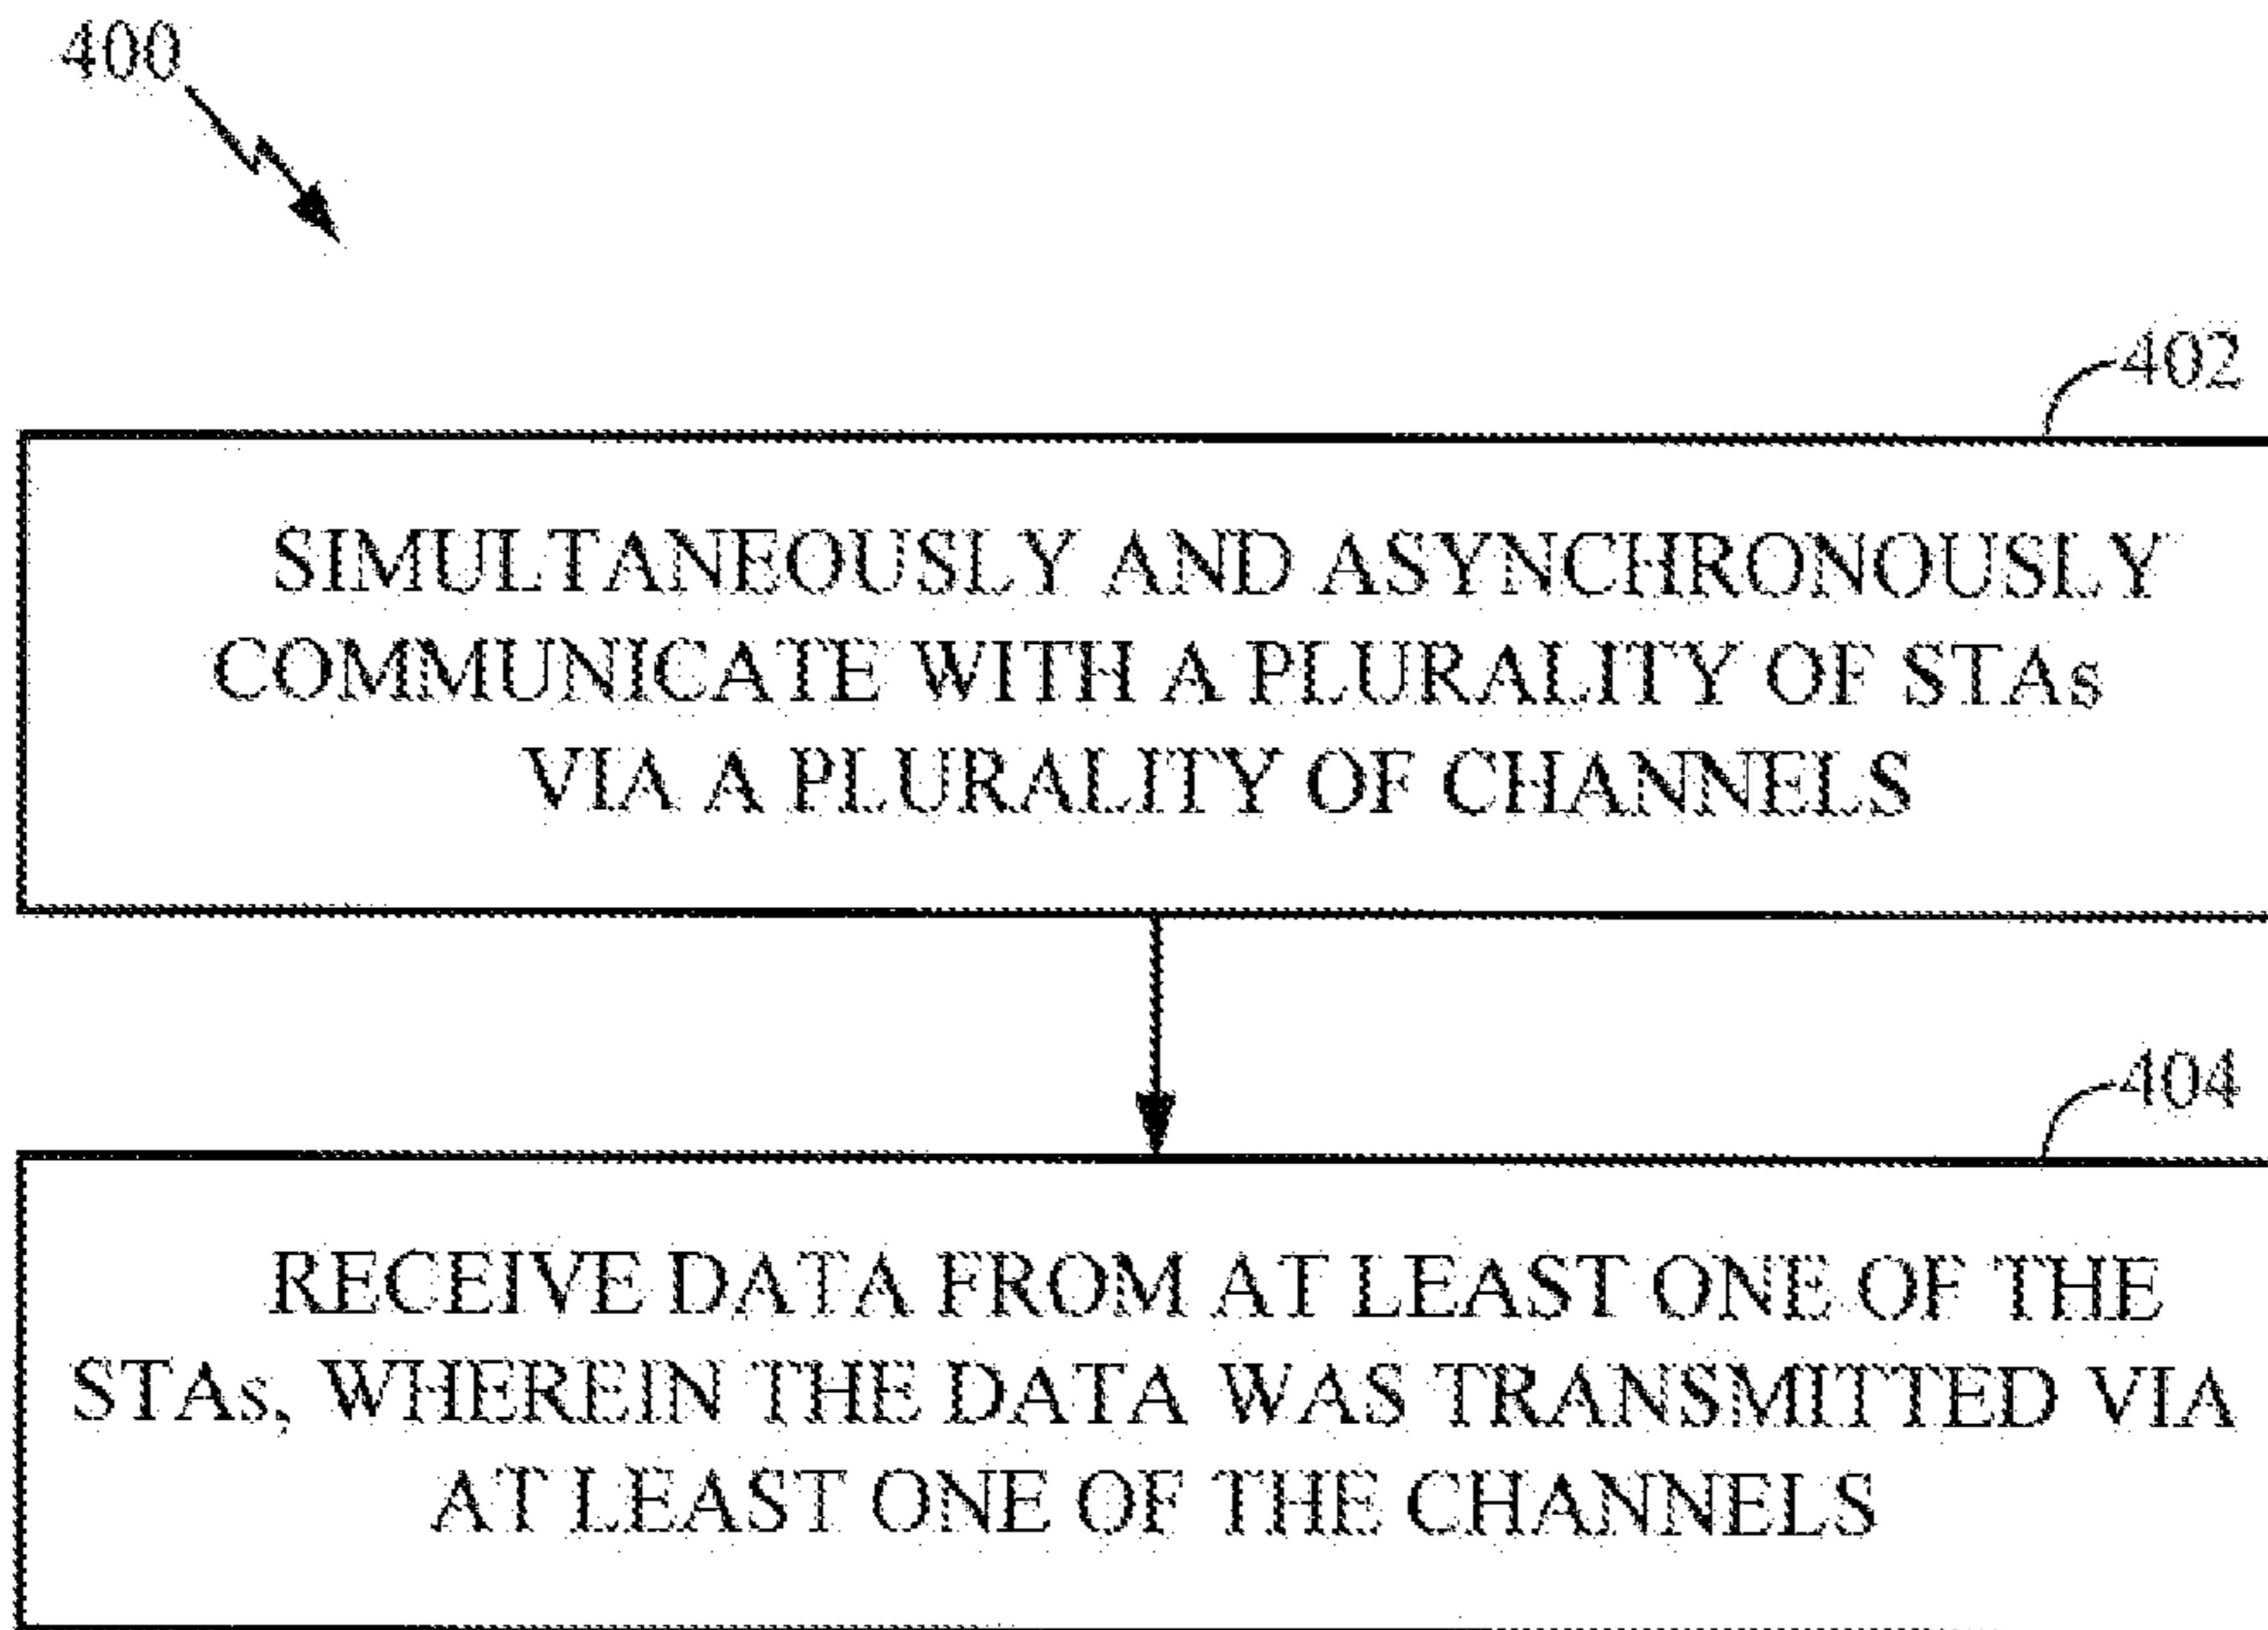 400
402
SIMULTANEOUSLY AND ASYNCHRONOUSLY
COMMUNICATE WITH A PLURALITY OF STAs
VIA A PLURALITY OF CHANNELS
404
RECEIVE DATA FROM AT LEAST ONE OF THE
STAs, WHEREIN THE DATA WAS TRANSMITTED VIA
AT LEAST ONE OF THE CHANNELS